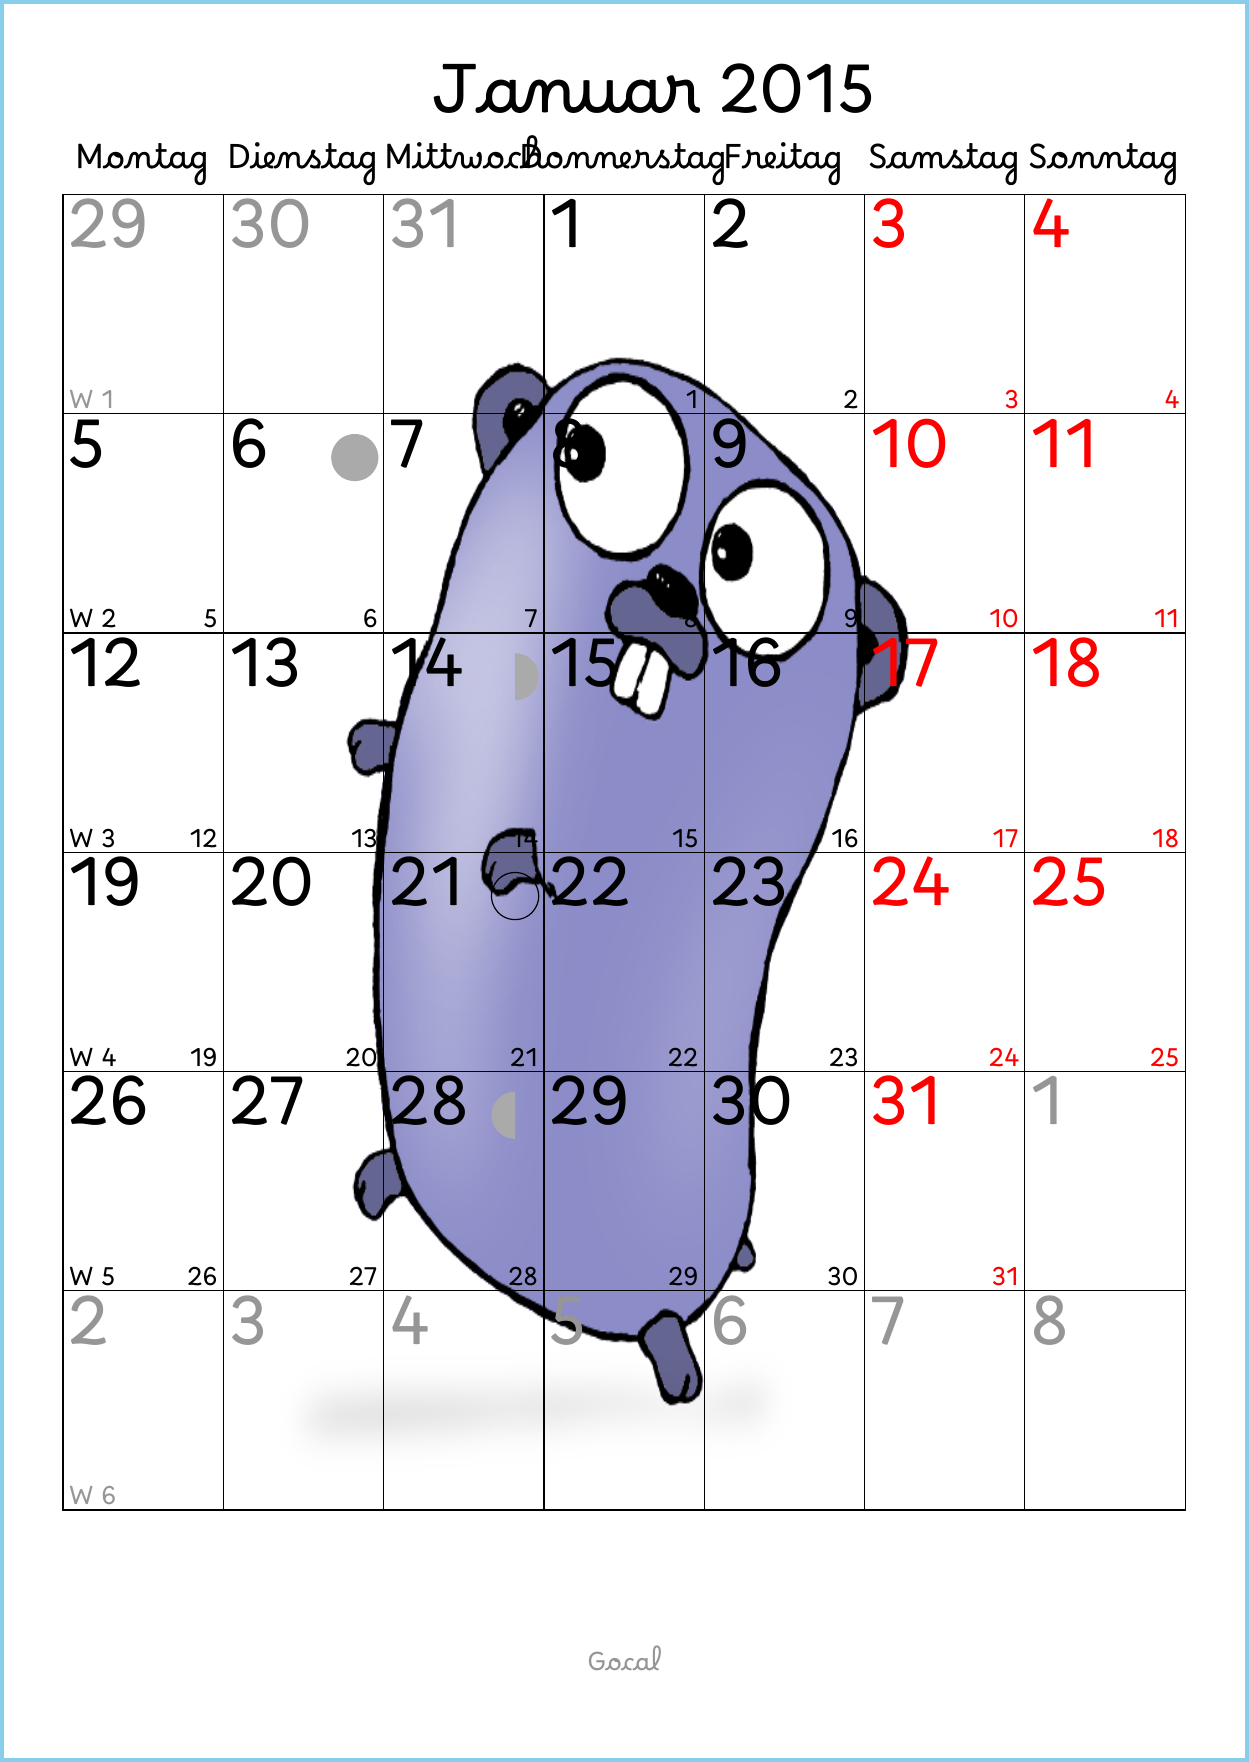 Januar 2015
Montag Dienstag Mittwoch Donnerstag Freitag Samstag Sonntag
29 30 31 1 2 3 4
W 1 1 2 3 4
5 6 7 8 9 10 11
W 2 5 6 7 8 9 10 11
12 13 14 15 16 17 18
W 3 12 13 14 15 16 17 18
19 20 21 22 23 24 25
W 4 19 20 21 22 23 24 25
26 27 28 29 30 31 1
W 5 26 27 28 29 30 31
2 3 4 5 6 7 8
W 6
Gocal